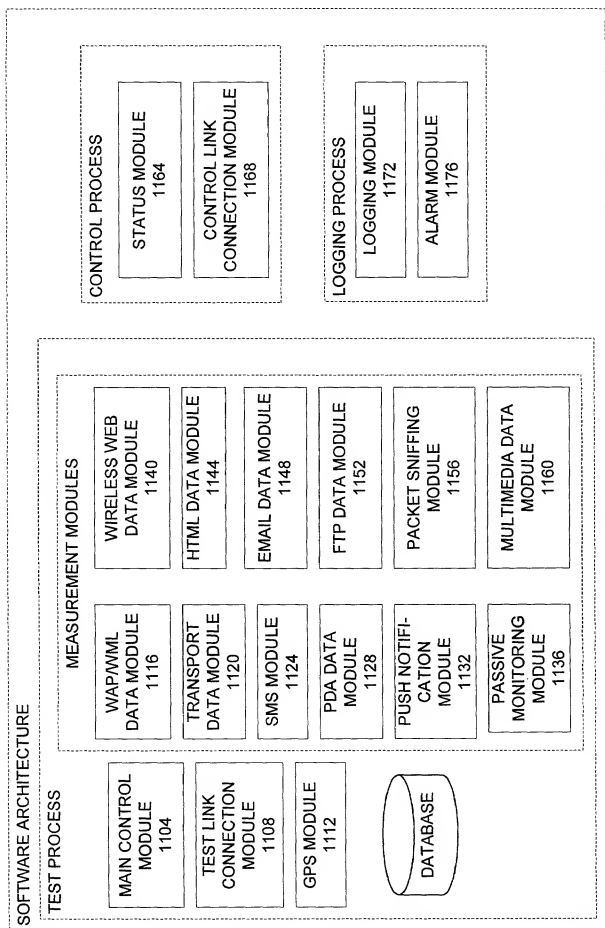 SOFTWARE ARCHITECTURE
TEST PROCESS
MAIN CONTROL
MODULE
1104
TEST LINK
CONNECTION
MODULE
1108
GPS MODULE
1112
DATABASE
MEASUREMENT MODULES
WAP/WML
DATA MODULE
1116
TRANSPORT
DATA MODULE
1120
SMS MODULE
1124
PDA DATA
MODULE
1128
PUSH NOTIFI-
CATION
MODULE
1132
PASSIVE
MONITORING
MODULE
1136
WIRELESS WEB
DATA MODULE
1140
HTML DATA MODULE
1144
EMAIL DATA MODULE
1148
FTP DATA MODULE
1152
PACKET SNIFFING
MODULE
1156
MULTIMEDIA DATA
MODULE
1160
CONTROL PROCESS
STATUS MODULE
1164
CONTROL LINK
CONNECTION MODULE
1168
LOGGING PROCESS
LOGGING MODULE
1172
ALARM MODULE
1176